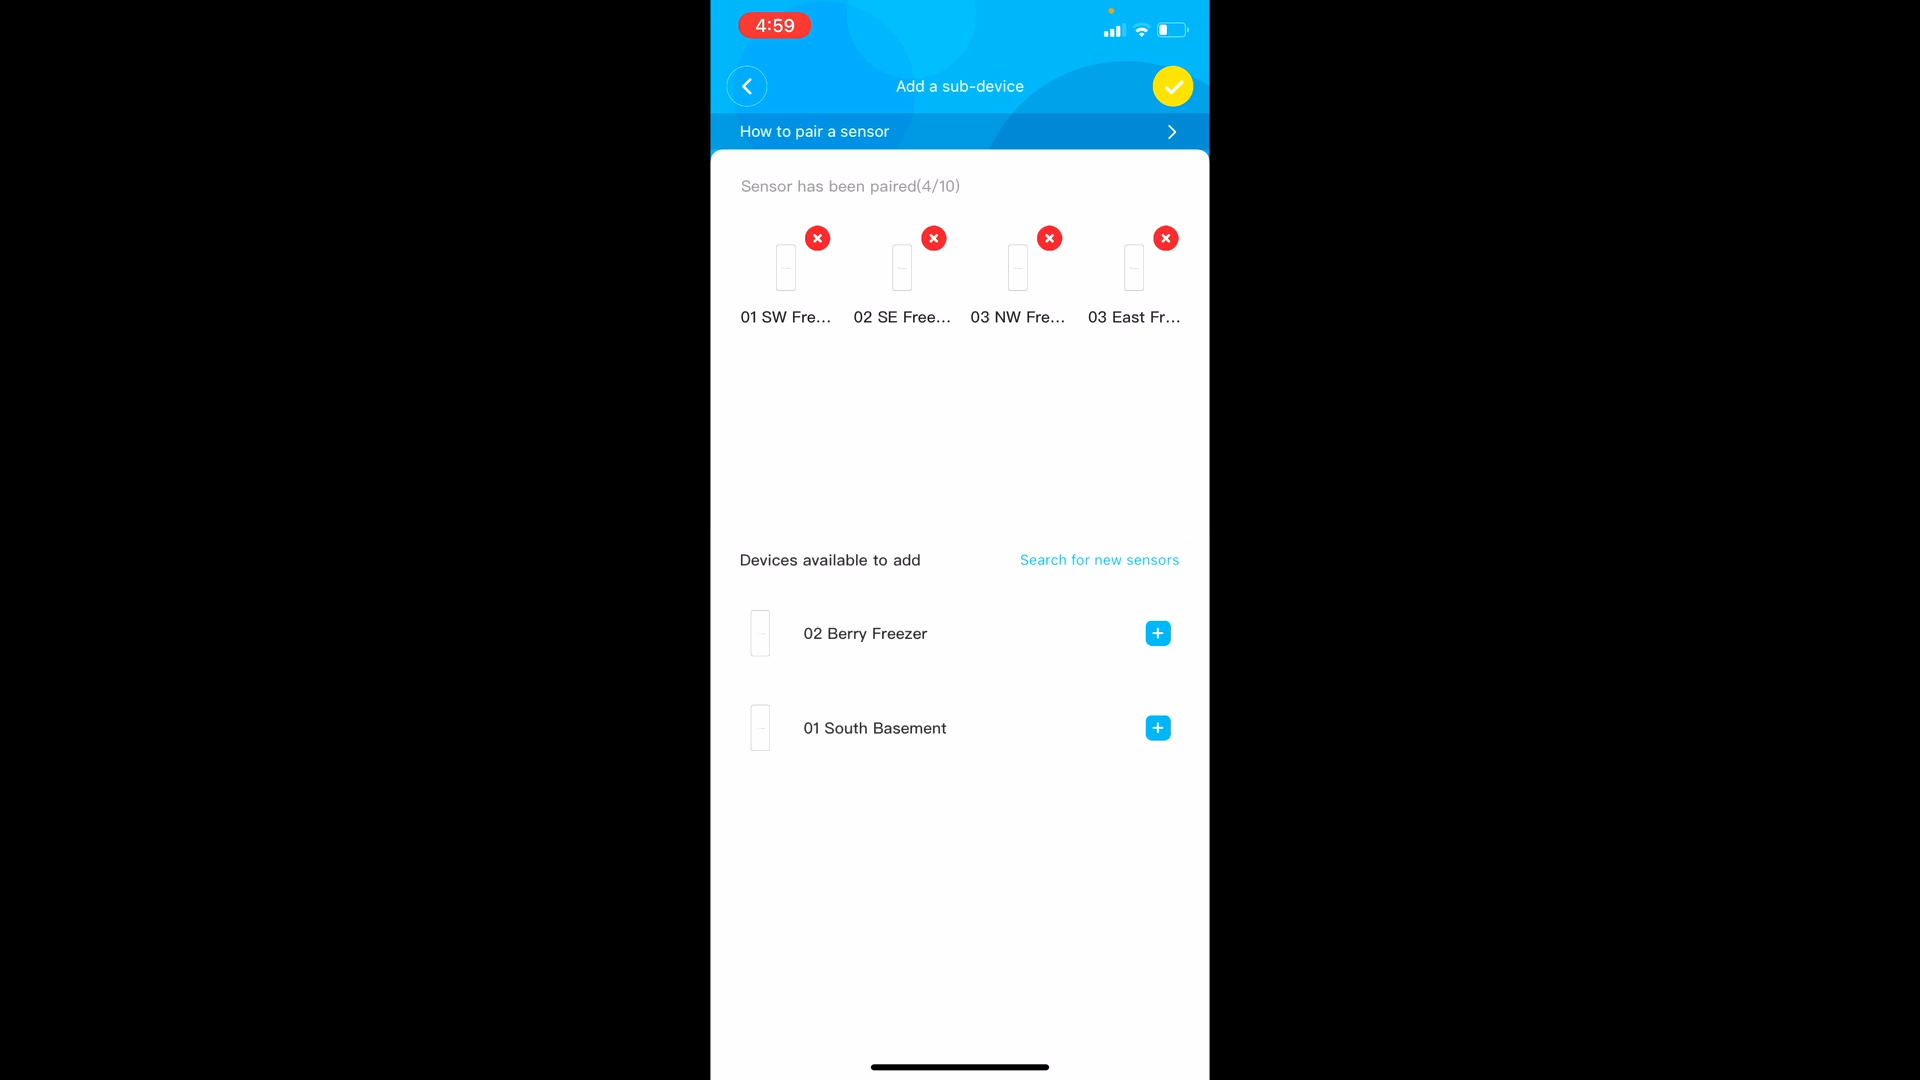 4:59
Add a sub-device
How to pair a sensor
Sensor has been paired(4/10)
01 SW Fre...
02 SE Free...
03 NW Fre...
03 East Fr...
Devices available to add
Search for new sensors
02 Berry Freezer
01 South Basement